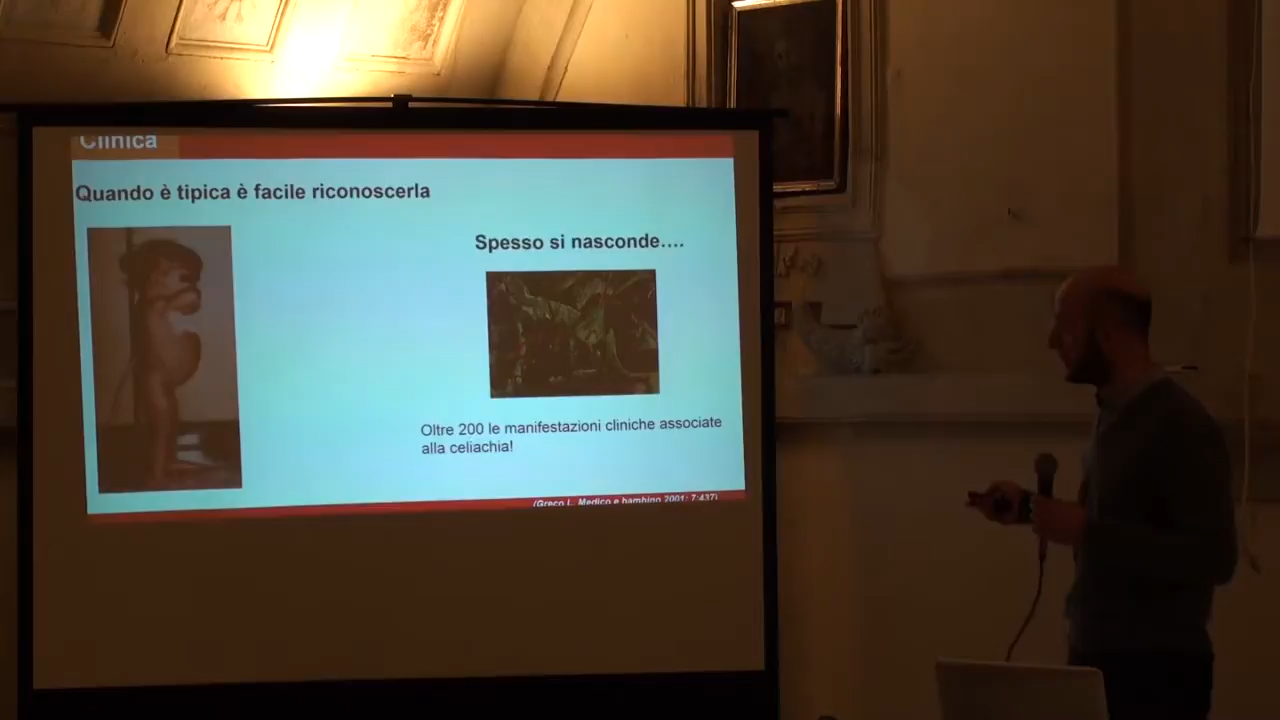 Clinica
Quando è tipica è facile riconoscerla
Spesso si nasconde....
Oltre 200 le manifestazioni cliniche associate
alla celiachia!
(Greco L. Medico e bambino 2001; 7:437)